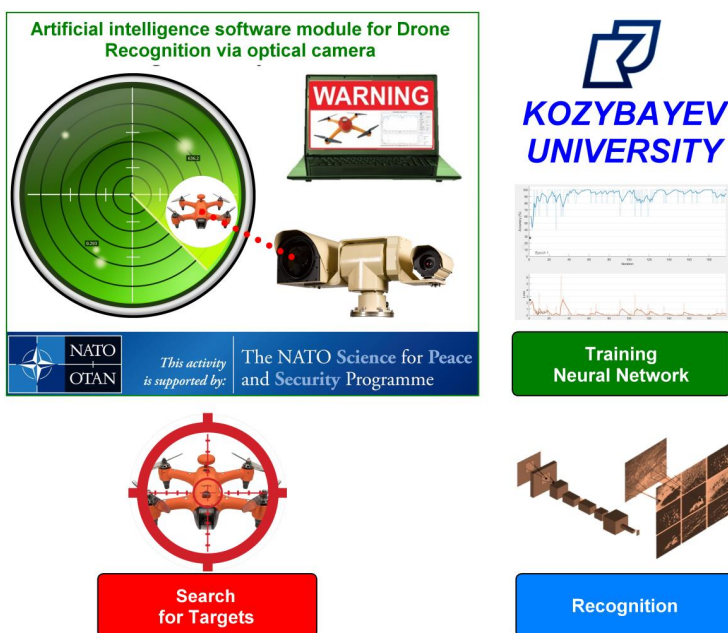 Artificial intelligence software module for Drone
Recognition via optical camera
WARNING
KOZYBAYEV
UNIVERSITY
NATO
OTAN
This activity
is supported by:
The NATO Science for Peace
and Security Programme
Training
Neural Network
Search
for Targets
Recognition